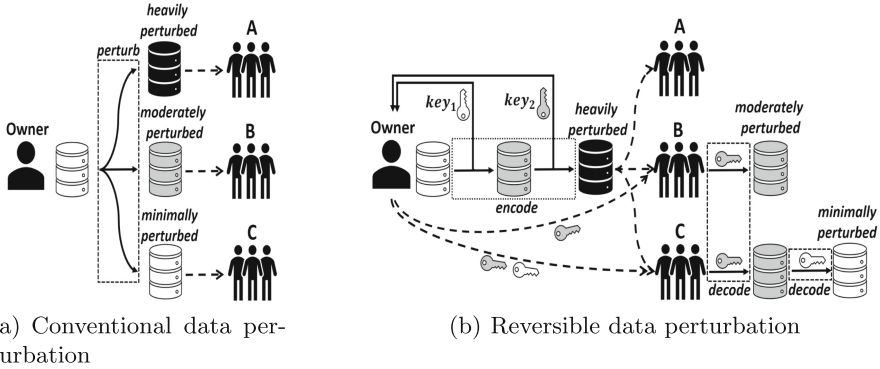 heavily
perturbed
A
perturb
moderately
perturbed
Owner
B
minimally
perturbed
C
a) Conventional data per-
urbation
A
key1
key2
heavily
perturbed
moderately
perturbed
Owner
B
encode
minimally
perturbed
C
decode
decode
(b) Reversible data perturbation